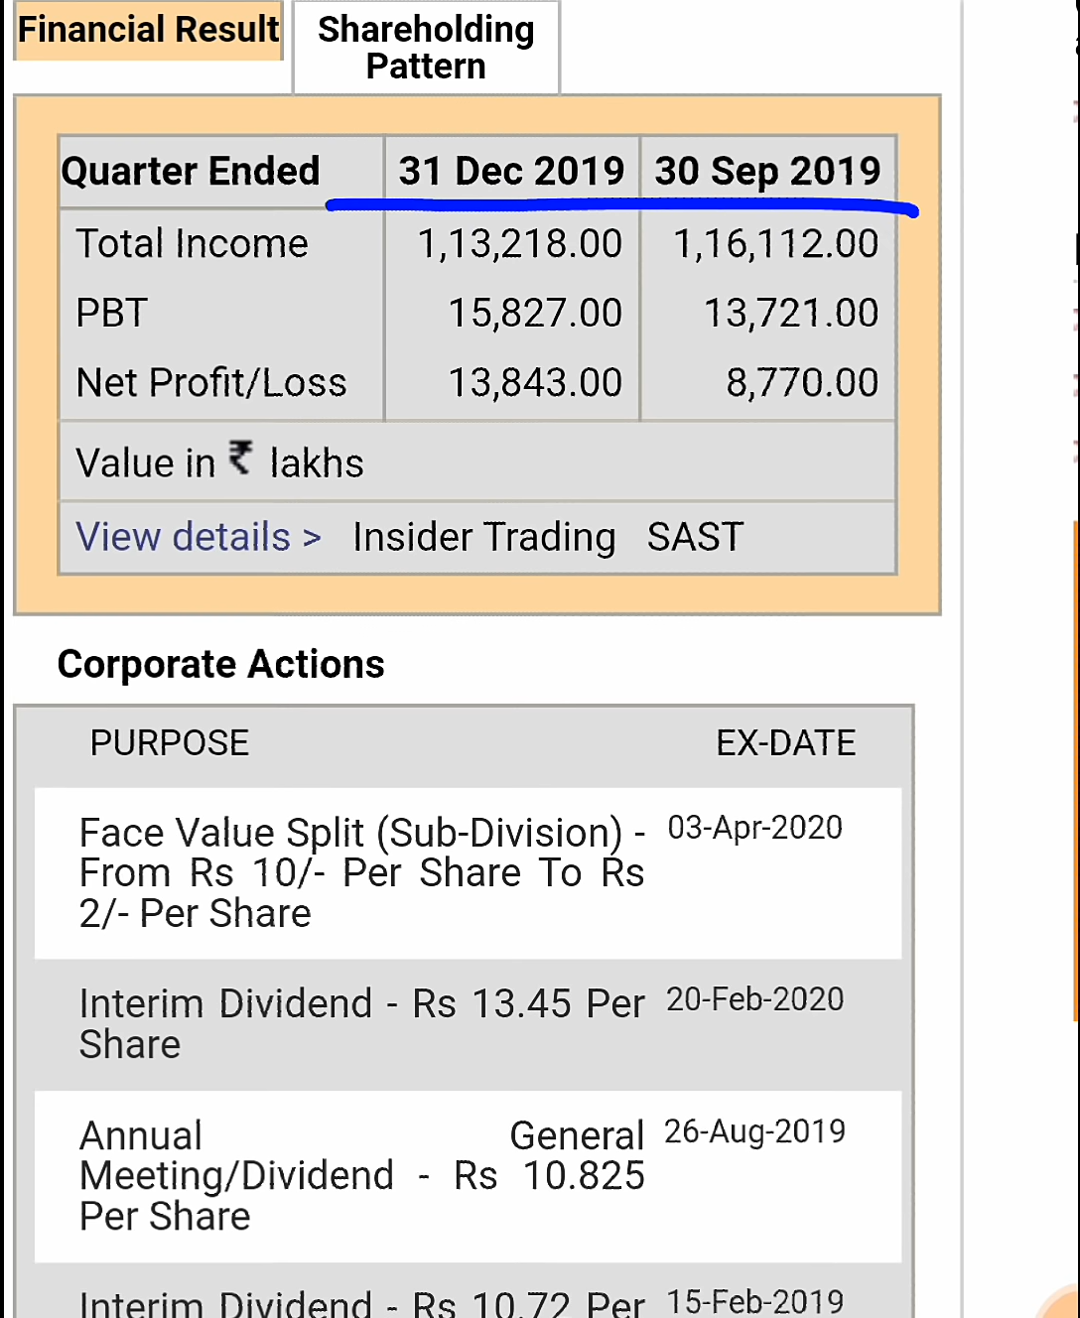 Financial Result
Shareholding
Pattern
Quarter Ended 31 Dec 2019 30 Sep 2019
Total Income 1,13,218.00 1,16,112.00
PBT 15,827.00 13,721.00
Net Profit/Loss 13,843.00 8,770.00
Value in ₹ lakhs
View details > Insider Trading SAST
Corporate Actions
PURPOSE EX-DATE
Face Value Split (Sub-Division) - 03-Apr-2020
From Rs 10/- Per Share To Rs
2/- Per Share
Interim Dividend - Rs 13.45 Per 20-Feb-2020
Share
Annual General 26-Aug-2019
Meeting/Dividend - Rs 10.825
Per Share
Interim Dividend - Rs 10.72 Per 15-Feb-2019